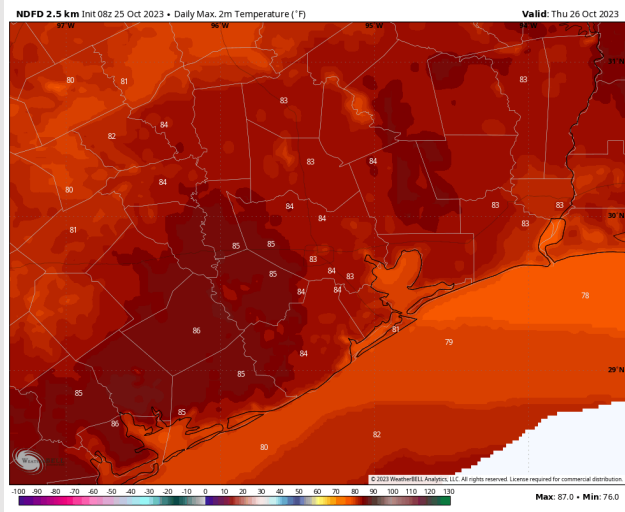 NDFD 2.5 km Init 08z 25 Oct 2023 • Daily Max. 2m Temperature (°F)
Valid: Thu 26 Oct 2023
97°W 96°W 95°W 94°W
31°N
80 81 83 83
84
82
83 84
84
80
84 83 83
84 83
30°N
81
85 85
83
85 84 83
84 84
78
86 81
79
84
29°N
85
85
85
86
82
80
© 2023 WeatherBELL Analytics, LLC. All rights reserved. License required for commercial distribution.
-100 -90 -80 -70 -60 -50 -40 -30 -20 -10 0 10 20 30 40 50 60 70 80 90 100 110 120 130
Max: 87.0 • Min: 76.0